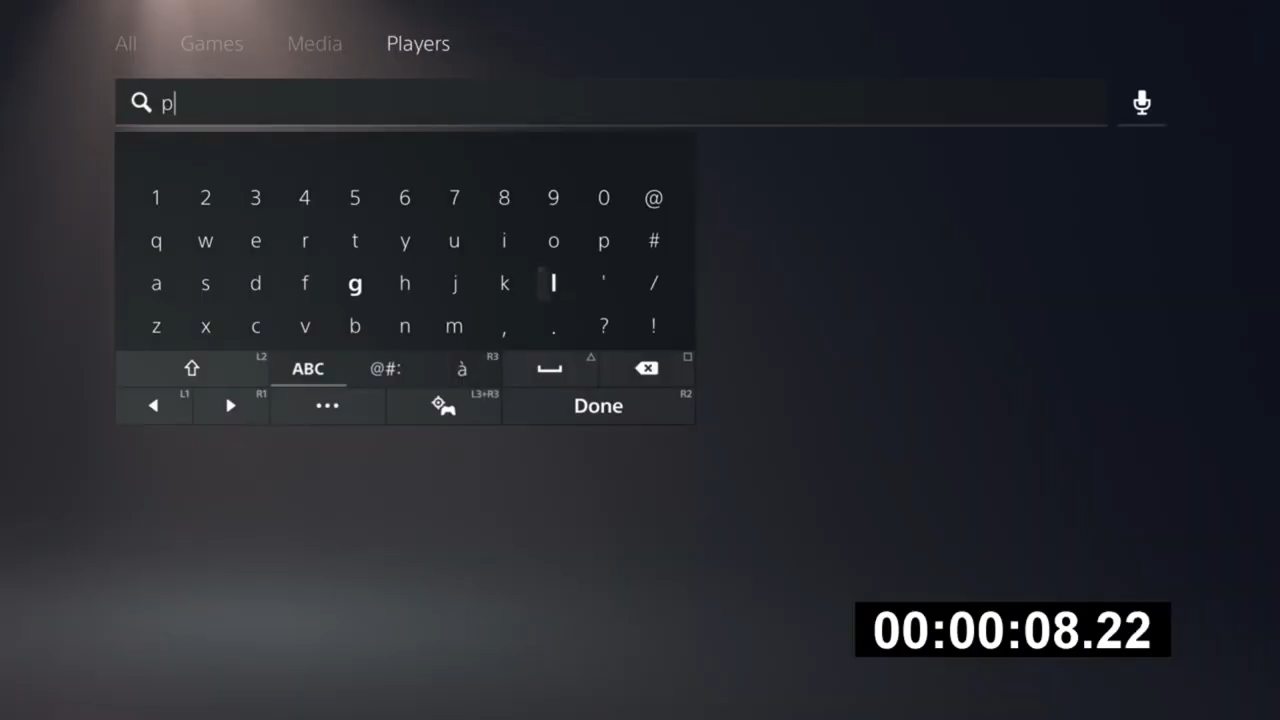 All Games Media Players
p
1 2 3 4 5 6 7 8 9 0 @
q w e r t y u i o p #
a s d f g h j k l ' /
z x c v b n m , . ? !
L2 ABC @#: à R3
L1 R1 ... L3+R3 Done R2
00:00:08.22